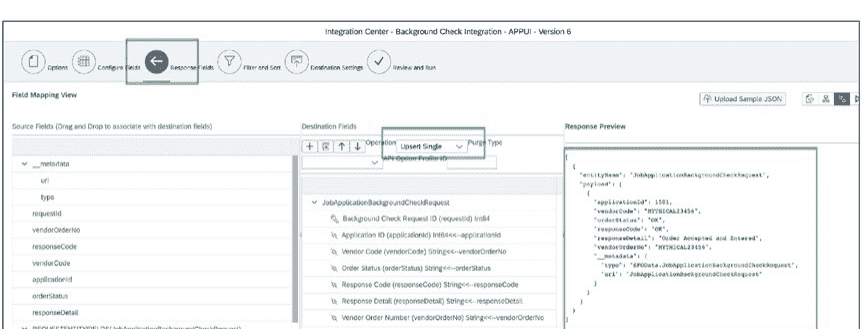 Integration Center - Background Check Integration - APPUI - Version 6
Options
Configure Fields
Response Fields
Filter and Sort
Destination Settings
Review and Run
Field Mapping View
Upload Sample JSON
Source Fields (Drag and Drop to associate with destination fields)
Destination Fields
Response Preview
Operation
Upsert Single
Purge Type
API Option Profile ID
__metadata
uri
type
requestId
vendorOrderNo
responseCode
vendorCode
applicationId
orderStatus
responseDetail
JobApplicationBackgroundCheckRequest
Background Check Request ID (requestId) Int64
Application ID (applicationId) Int64<<--applicationId
Vendor Code (vendorCode) String<<--vendorOrderNo
Order Status (orderStatus) String<<--orderStatus
Response Code (responseCode) String<<--responseCode
Response Detail (responseDetail) String<<--responseDetail
Vendor Order Number (vendorOrderNo) String<<--vendorOrderNo
[
{
"entityName": "JobApplicationBackgroundCheckRequest",
"payload": [
{
"applicationId": 1501,
"vendorCode": "MYTHICAL23456",
"orderStatus": "OK",
"responseCode": "OK",
"responseDetail": "Order Accepted and Entered",
"vendorOrderNo": "MYTHICAL23456",
"__metadata": {
"type": "SFOData.JobApplicationBackgroundCheckRequest",
"uri": "JobApplicationBackgroundCheckRequest"
}
}
]
}
]